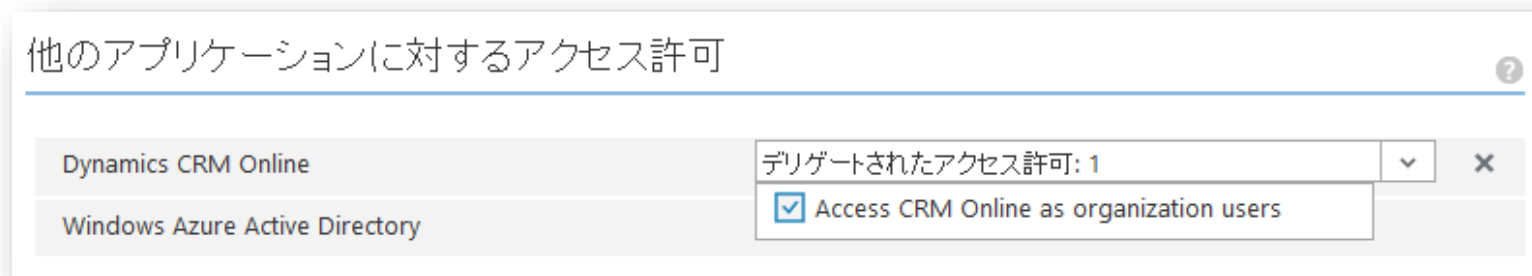 他のアプリケーションに対するアクセス許可
Dynamics CRM Online デリゲートされたアクセス許可: 1
Access CRM Online as organization users
Windows Azure Active Directory